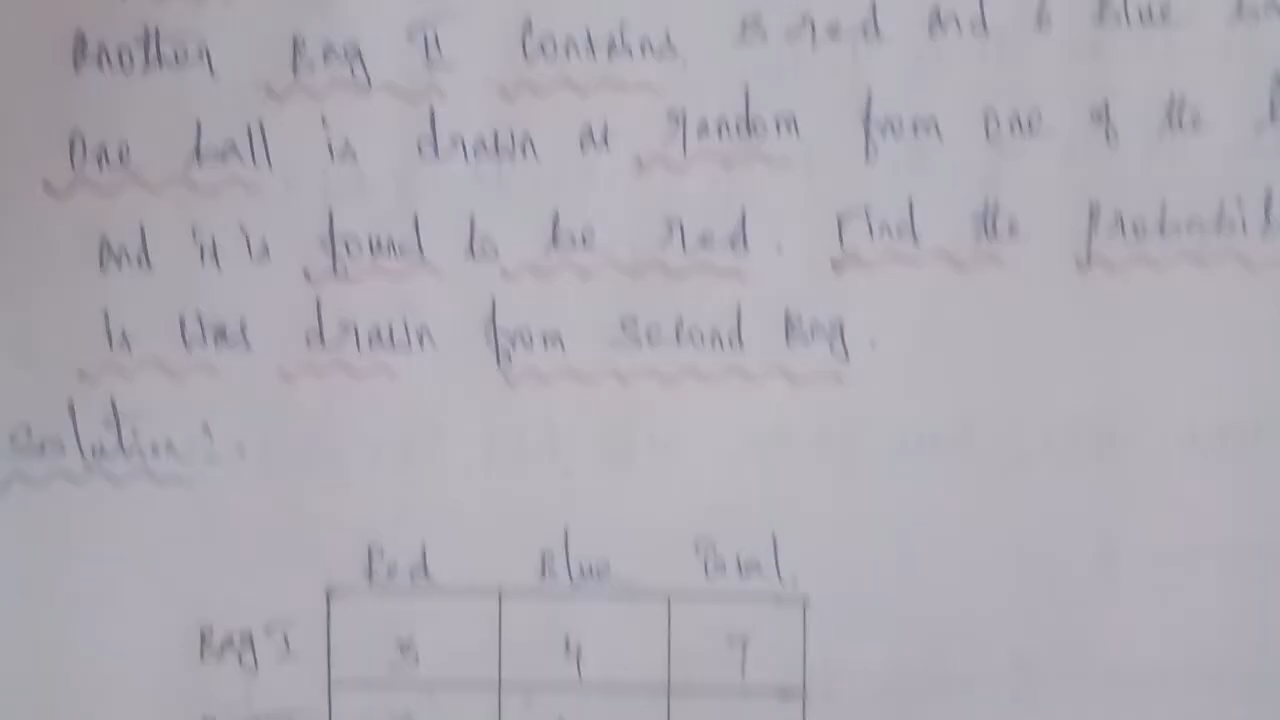 Another Bag II Contains 5 red and 6 Blue
One ball is drawn at random from one of the
and it is found to be red. Find the
it was drawn from second Bag.
Solution:.
Red Blue Total.
Bag I 3 4 7